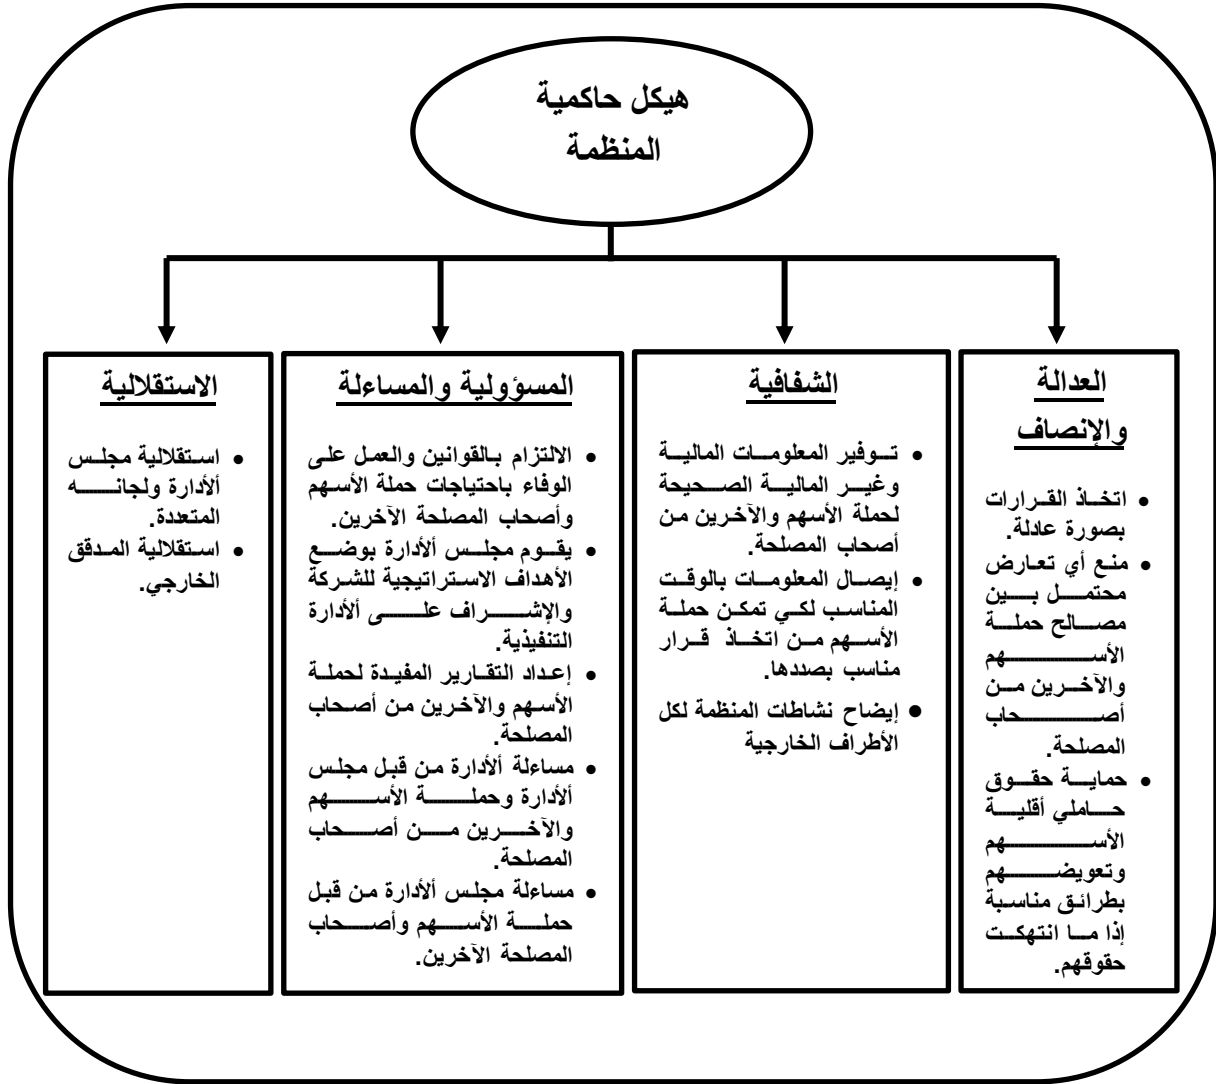 هيكل حاكمية
المنظمة
العدالة
والإنصاف
• اتخاذ القرارات
بصورة عادلة.
• منع أي تعارض
محتمل بين
مصالح حملة
الأسهم
والآخرين من
أصحاب
المصلحة.
• حماية حقوق
حاملي أقلية
الأسهم
وتعويضهم
بطرائق مناسبة
إذا ما انتهكت
حقوقهم.
الشفافية
• توفير المعلومات المالية
وغير المالية الصحيحة
لحملة الأسهم والآخرين من
أصحاب المصلحة.
• إيصال المعلومات بالوقت
المناسب لكي تمكن حملة
الأسهم من اتخاذ قرار
مناسب بصددها.
• إيضاح نشاطات المنظمة لكل
الأطراف الخارجية
المسؤولية والمساءلة
• الالتزام بالقوانين والعمل على
الوفاء باحتياجات حملة الأسهم
وأصحاب المصلحة الآخرين.
• يقوم مجلس ألأدارة بوضع
الأهداف الاستراتيجية للشركة
والإشراف على ألأدارة
التنفيذية.
• إعداد التقارير المفيدة لحملة
الأسهم والآخرين من أصحاب
المصلحة.
• مساءلة ألأدارة من قبل مجلس
ألأدارة وحملة الأسهم
والآخرين من أصحاب
المصلحة.
• مساءلة مجلس ألأدارة من قبل
حملة الأسهم وأصحاب
المصلحة الآخرين.
الاستقلالية
• استقلالية مجلس
ألأدارة ولجانه
المتعددة.
• استقلالية المدقق
الخارجي.